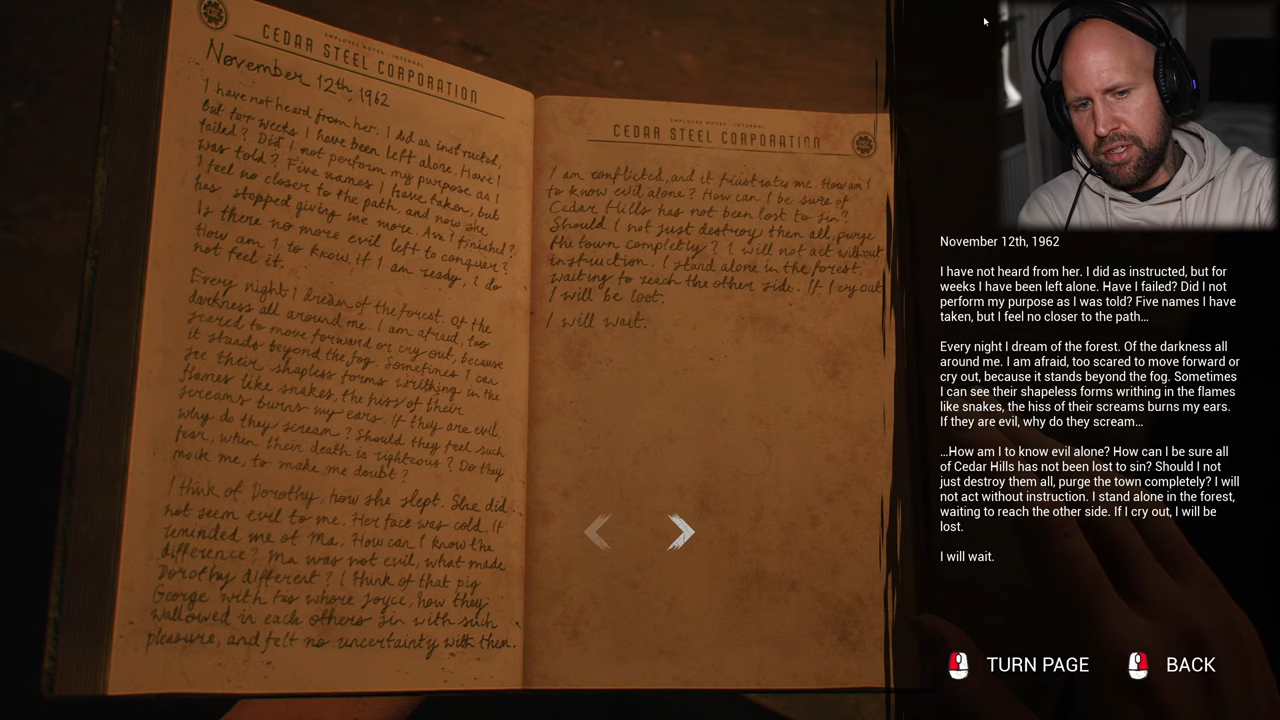 EMPLOYEE NOTES - INTERNAL
CEDAR STEEL CORPORATION
November 12th, 1962
I have not heard from her. I did as instructed,
but for weeks I have been left alone. Have I
failed? Did I not perform my purpose as I
was told? Five names I have taken, but
I feel no closer to the path, and now she
has stopped giving me more. Am I finished?
Is there no more evil left to conquer?
How am I to know if I am ready, I do
not feel it.
Every night I dream of the forest. Of the
darkness all around me. I am afraid, too
scared to move forward or cry out, because
it stands beyond the fog. Sometimes I can
see their shapless forms writhing in the
flames like snakes, the hiss of their
screams burns my ears. If they are evil,
why do they scream? Should they feel such
fear, when their death is righteous? Do they
mock me, to make me doubt?
I think of Dorothy, how she slept. She did
not seem evil to me. Her face was cold. It
reminded me of Ma. How can I know the
difference? Ma was not evil, what made
Dorothy different? I think of that pig
George with his whore Joyce, how they
wallowed in each others sin with such
pleasure, and felt no uncertainty with them.
EMPLOYEE NOTES - INTERNAL
CEDAR STEEL CORPORATION
I am conflicted, and it frustrates me. How am I
to know evil alone? How can I be sure of
Cedar Hills has not been lost to sin?
Should I not just destroy them all, purge
the town completly? I will not act without
instruction. I stand alone in the forest,
waiting to reach the other side. If I cry out
I will be lost.
I will wait.
November 12th, 1962
I have not heard from her. I did as instructed, but for
weeks I have been left alone. Have I failed? Did I not
perform my purpose as I was told? Five names I have
taken, but I feel no closer to the path…
Every night I dream of the forest. Of the darkness all
around me. I am afraid, too scared to move forward or
cry out, because it stands beyond the fog. Sometimes
I can see their shapeless forms writhing in the flames
like snakes, the hiss of their screams burns my ears.
If they are evil, why do they scream…
…How am I to know evil alone? How can I be sure all
of Cedar Hills has not been lost to sin? Should I not
just destroy them all, purge the town completely? I will
not act without instruction. I stand alone in the forest,
waiting to reach the other side. If I cry out, I will be
lost.
I will wait.
TURN PAGE
BACK